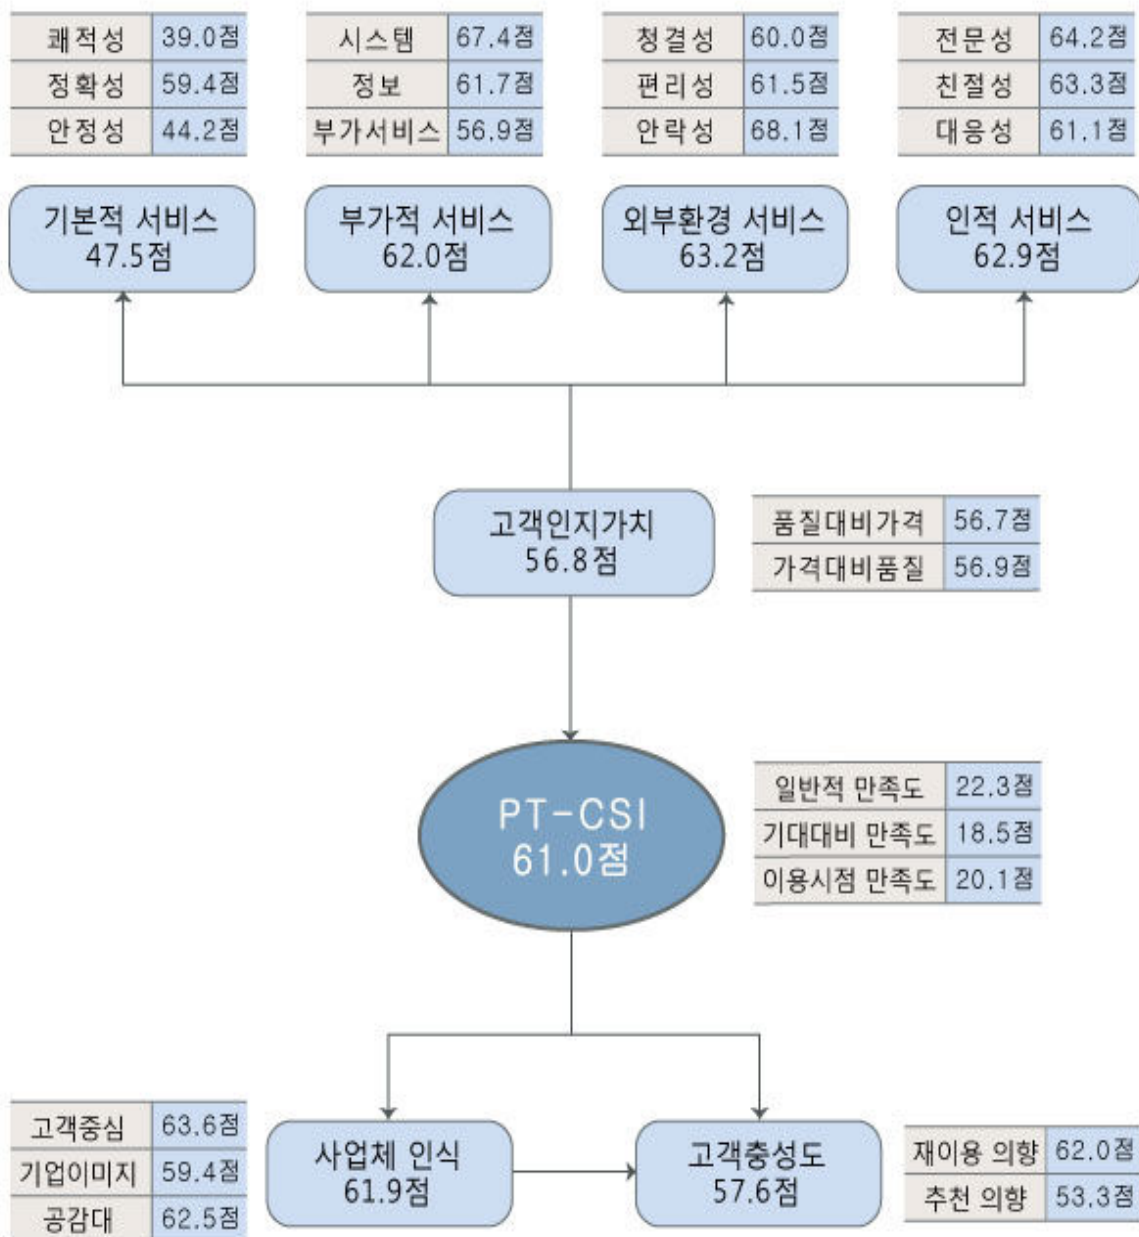 쾌적성 39.0점
정확성 59.4점
안정성 44.2점
시스템 67.4점
정보 61.7점
부가서비스 56.9점
청결성 60.0점
편리성 61.5점
안락성 68.1점
전문성 64.2점
친절성 63.3점
대응성 61.1점
기본적 서비스
47.5점
부가적 서비스
62.0점
외부환경 서비스
63.2점
인적 서비스
62.9점
고객인지가치
56.8점
품질대비가격 56.7점
가격대비품질 56.9점
PT-CSI
61.0점
일반적 만족도 22.3점
기대대비 만족도 18.5점
이용시점 만족도 20.1점
고객중심 63.6점
기업이미지 59.4점
공감대 62.5점
사업체 인식
61.9점
고객충성도
57.6점
재이용 의향 62.0점
추천 의향 53.3점